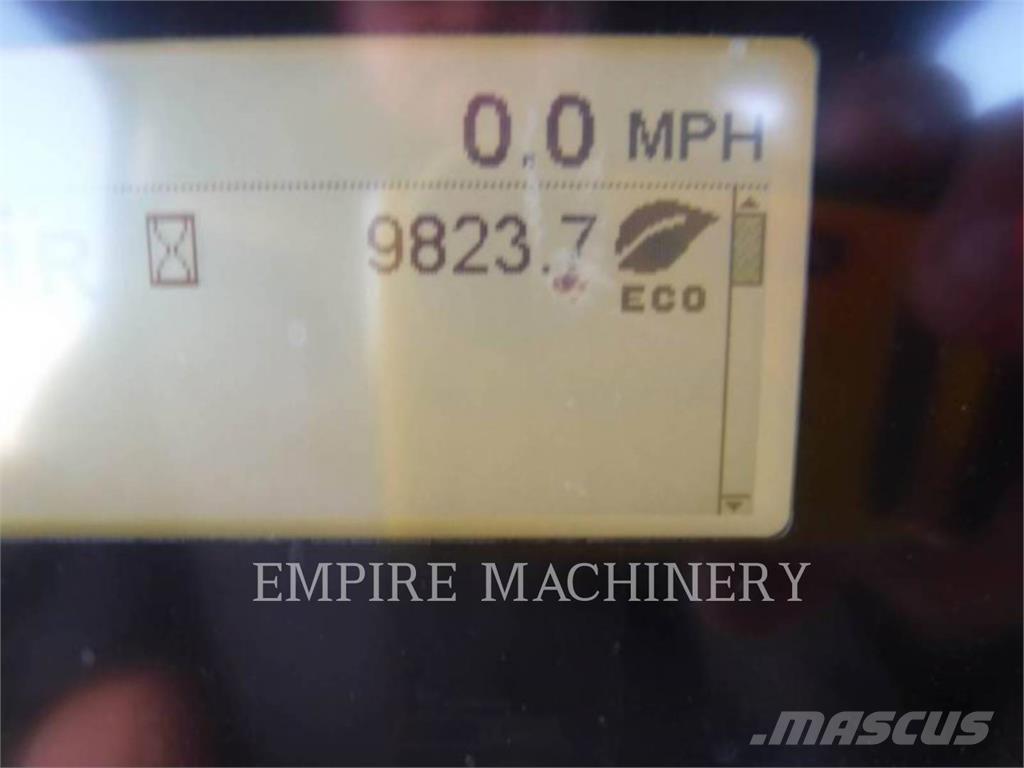 0.0 MPH
9823.7
ECO
EMPIRE MACHINERY
MASCUS